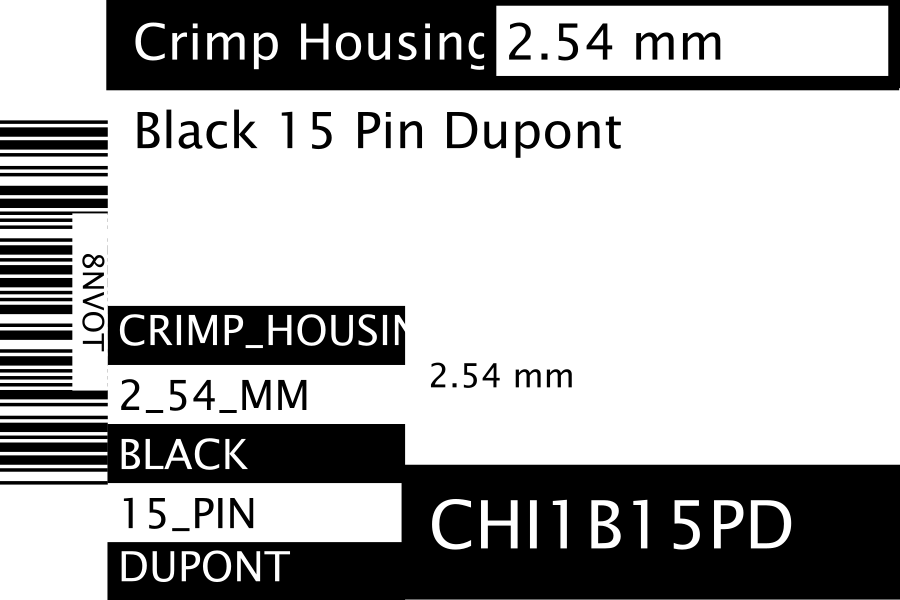 Crimp Housing 2.54 mm
Black 15 Pin Dupont
8NVOT
CRIMP_HOUSIN
2_54_MM
2.54 mm
BLACK
15_PIN
CHI1B15PD
DUPONT